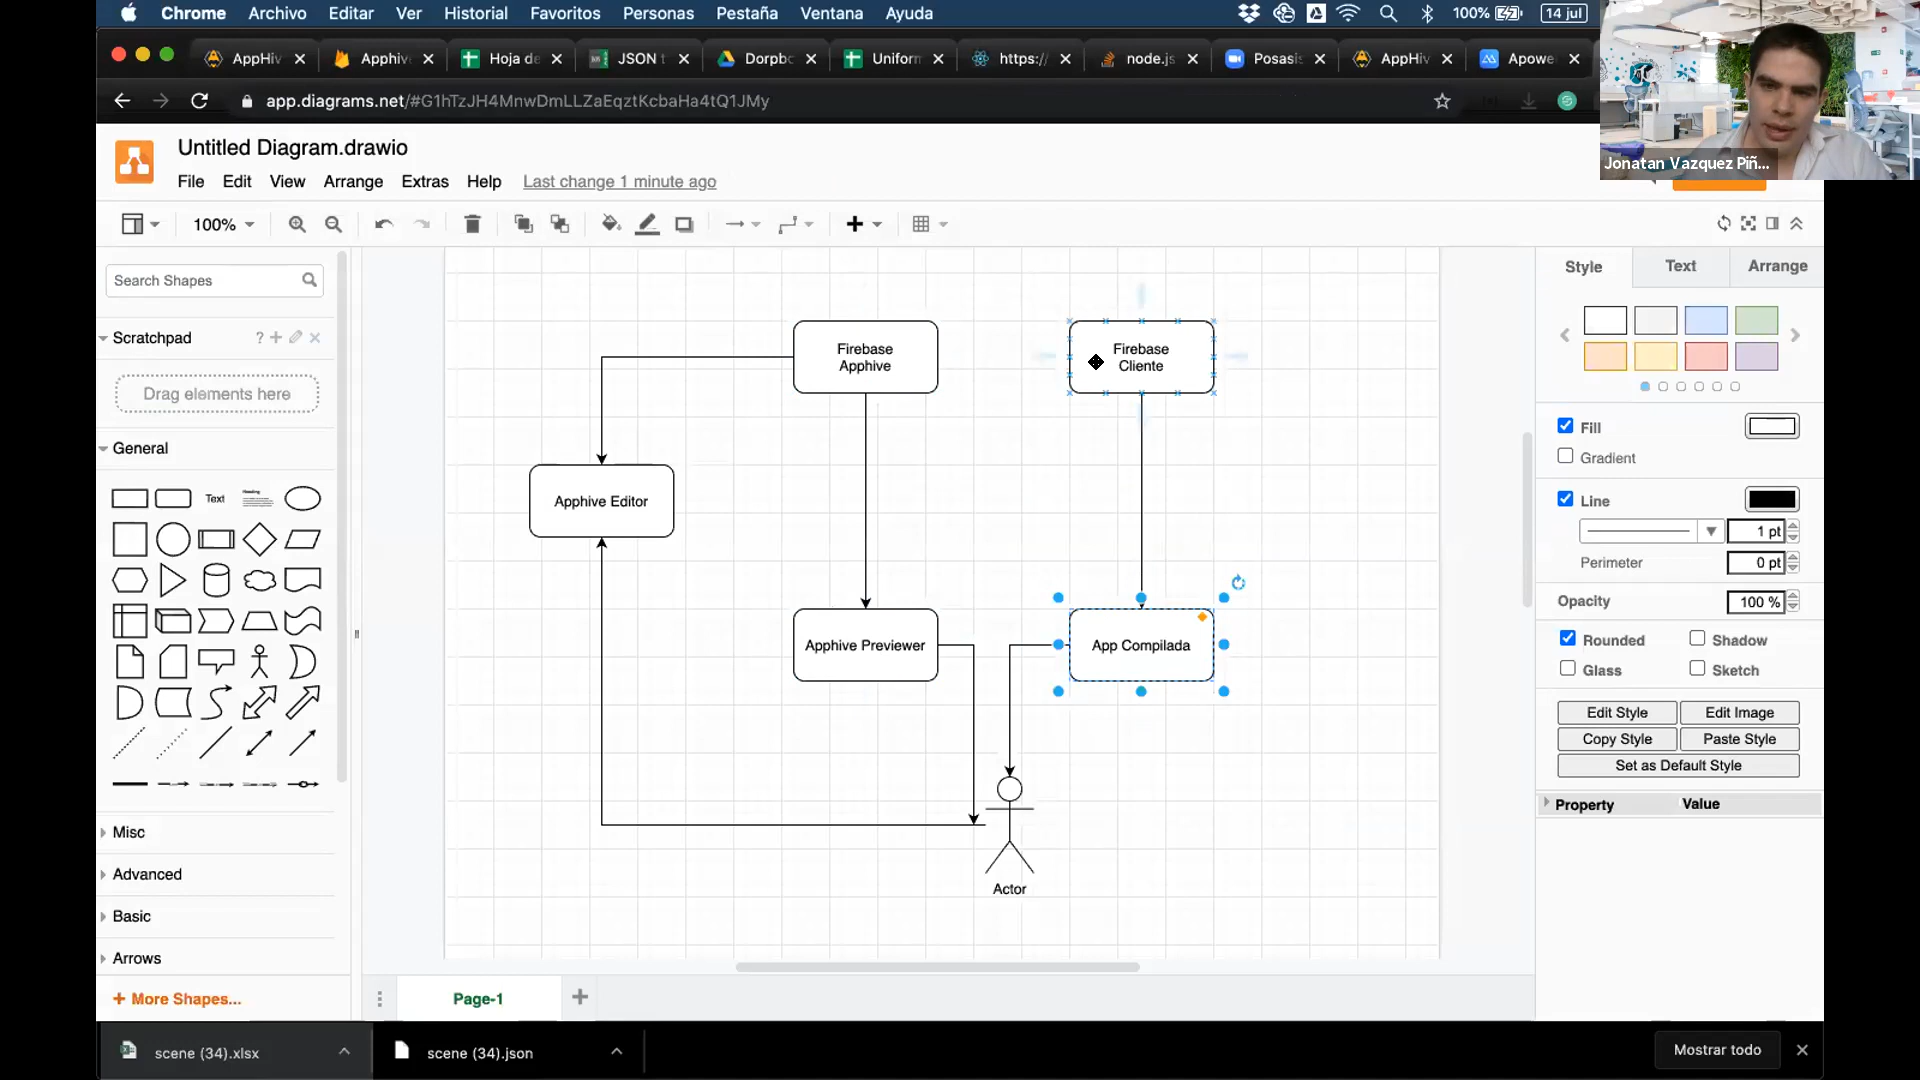 Chrome Archivo Editar Ver Historial Favoritos Personas Pestaña Ventana Ayuda 100% 14 jul
AppHiv Apphive Hoja de JSON t Dorpbo Uniform https:/ node.js Posasis AppHiv Apowe
app.diagrams.net/#G1hTzJH4MnwDmLLZaEqztKcbaHa4tQ1JMy
Jonatan Vazquez Piñ...
Untitled Diagram.drawio
File Edit View Arrange Extras Help Last change 1 minute ago
100%
Search Shapes
Scratchpad
?
Drag elements here
General
Text
Heading
Misc
Advanced
Basic
Arrows
+ More Shapes...
Firebase
Apphive
Firebase
Cliente
Apphive Editor
Apphive Previewer
App Compilada
Actor
Page-1
Style Text Arrange
Fill
Gradient
Line
1 pt
Perimeter 0 pt
Opacity 100 %
Rounded Shadow
Glass Sketch
Edit Style Edit Image
Copy Style Paste Style
Set as Default Style
Property Value
scene (34).xlsx scene (34).json Mostrar todo